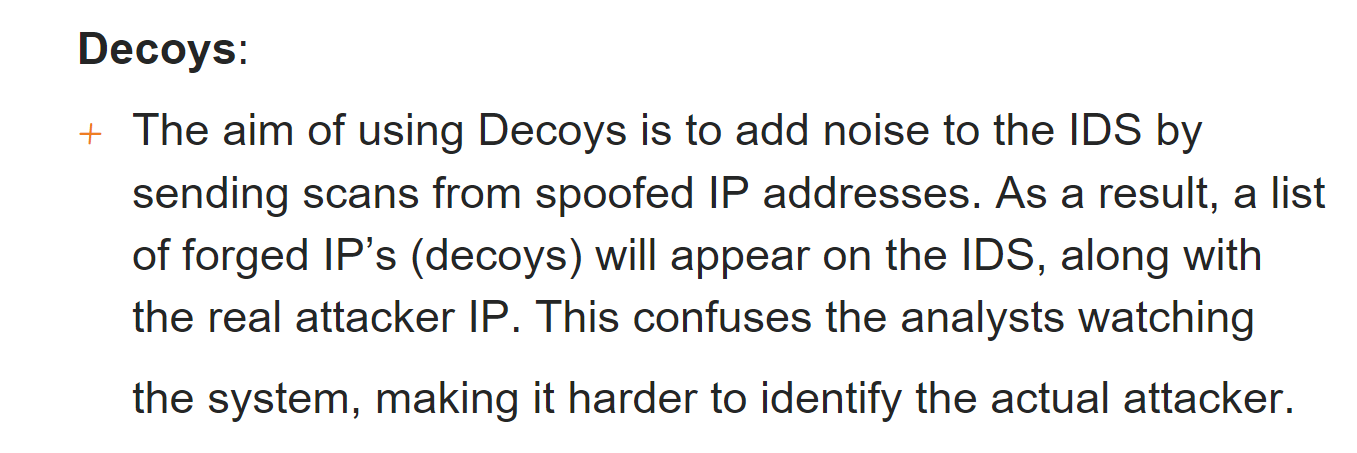 Decoys:
+ The aim of using Decoys is to add noise to the IDS by
sending scans from spoofed IP addresses. As a result, a list
of forged IP’s (decoys) will appear on the IDS, along with
the real attacker IP. This confuses the analysts watching
the system, making it harder to identify the actual attacker.